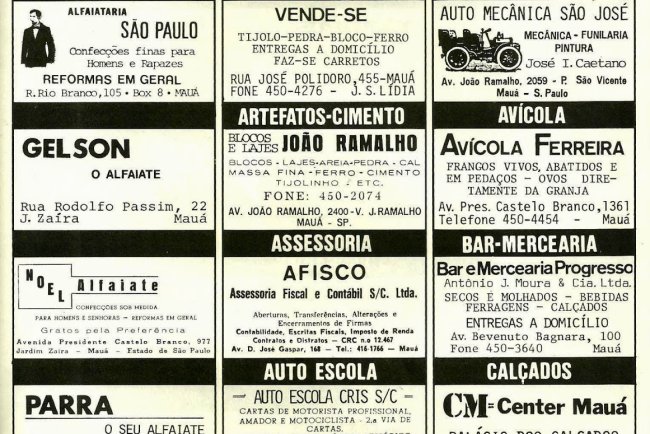 ALFAIATARIA
SÃO PAULO
Confecções finas para
Homens e Rapazes
REFORMAS EM GERAL
R.Rio Branco,105 • Box 8 • MAUÁ
GELSON
O ALFAIATE
Rua Rodolfo Passim, 22
J. Zaíra Mauá
NOEL Alfaiate
CONFECÇÕES SOB MEDIDA
PARA HOMENS E SENHORAS — REFORMAS EM GERAL
Gratos pela Preferência
Avenida Presidente Castelo Branco, 977
Jardim Zaíra - Mauá - Estado de São Paulo
PARRA
O SEU ALFAIATE
VENDE-SE
TIJOLO-PEDRA-BLOCO-FERRO
ENTREGAS A DOMICÍLIO
FAZ-SE CARRETOS
RUA JOSÉ POLIDORO,455-MAUÁ
FONE 450-4276 - J.S.LÍDIA
ARTEFATOS-CIMENTO
BLOCOS
E LAJES JOÃO RAMALHO
BLOCOS - LAJES-AREIA-PEDRA - CAL
MASSA FINA - FERRO - CIMENTO
TIJOLINHO - ETC.
FONE: 450-2074
AV. JOÃO RAMALHO, 2400 - V. J.RAMALHO
MAUÁ - SP.
ASSESSORIA
AFISCO
Assessoria Fiscal e Contábil S/C. Ltda.
Aberturas, Transferências, Alterações e
Encerramentos de Firmas
Contabilidade, Escritas Fiscais, Imposto de Renda
Contratos e Distratos — CRC n.o 12.467
Av. D. José Gaspar, 168 — Tel.: 416-1766 — Mauá
AUTO ESCOLA
— AUTO ESCOLA CRIS S/C —
CARTAS DE MOTORISTA PROFISSIONAL,
AMADOR E MOTOCICLISTA - 2.a VIA DE
CARTAS.
AUTO MECÂNICA SÃO JOSÉ
MECÂNICA - FUNILARIA
PINTURA
José I. Caetano
Av. João Ramalho, 2059 - P. São Vicente
Mauá - S. Paulo
AVÍCOLA
AVÍCOLA FERREIRA
FRANGOS VIVOS, ABATIDOS E
EM PEDAÇOS - OVOS DIRE-
TAMENTE DA GRANJA
Av. Pres. Castelo Branco,1361
Telefone 450-4454 - Mauá
BAR-MERCEARIA
Bar e Mercearia Progresso
Antônio J. Moura & Cia. Ltda.
SECOS E MOLHADOS - BEBIDAS
FERRAGENS - CALÇADOS
ENTREGAS A DOMICÍLIO
Av. Bevenuto Bagnara, 100
Fone 450-3640 Mauá
CALÇADOS
CM=Center Mauá
PALÁCIO DOS CALÇADOS